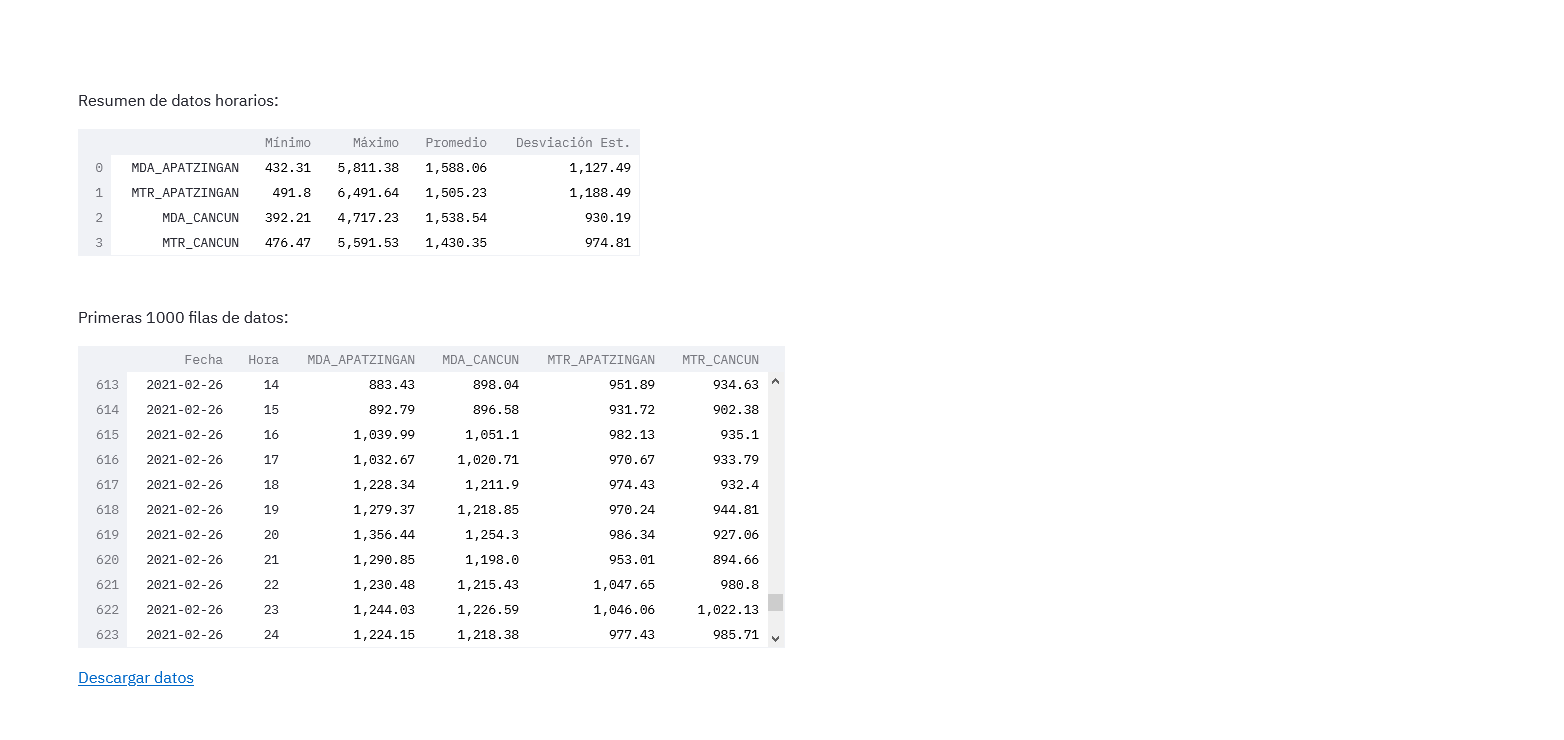 Resumen de datos horarios:
Mínimo Máximo Promedio Desviación Est.
0 MDA_APATZINGAN 432.31 5,811.38 1,588.06 1,127.49
1 MTR_APATZINGAN 491.8 6,491.64 1,505.23 1,188.49
2 MDA_CANCUN 392.21 4,717.23 1,538.54 930.19
3 MTR_CANCUN 476.47 5,591.53 1,430.35 974.81
Primeras 1000 filas de datos:
Fecha Hora MDA_APATZINGAN MDA_CANCUN MTR_APATZINGAN MTR_CANCUN
613 2021-02-26 14 883.43 898.04 951.89 934.63
614 2021-02-26 15 892.79 896.58 931.72 902.38
615 2021-02-26 16 1,039.99 1,051.1 982.13 935.1
616 2021-02-26 17 1,032.67 1,020.71 970.67 933.79
617 2021-02-26 18 1,228.34 1,211.9 974.43 932.4
618 2021-02-26 19 1,279.37 1,218.85 970.24 944.81
619 2021-02-26 20 1,356.44 1,254.3 986.34 927.06
620 2021-02-26 21 1,290.85 1,198.0 953.01 894.66
621 2021-02-26 22 1,230.48 1,215.43 1,047.65 980.8
622 2021-02-26 23 1,244.03 1,226.59 1,046.06 1,022.13
623 2021-02-26 24 1,224.15 1,218.38 977.43 985.71
Descargar datos